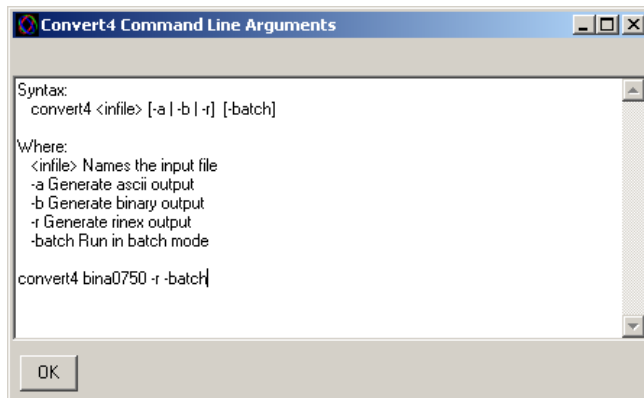 Convert4 Command Line Arguments
Syntax:
convert4 <infile> [-a | -b | -r] [-batch]
Where:
<infile> Names the input file
-a Generate ascii output
-b Generate binary output
-r Generate rinex output
-batch Run in batch mode
convert4 bina0750 -r -batch
OK